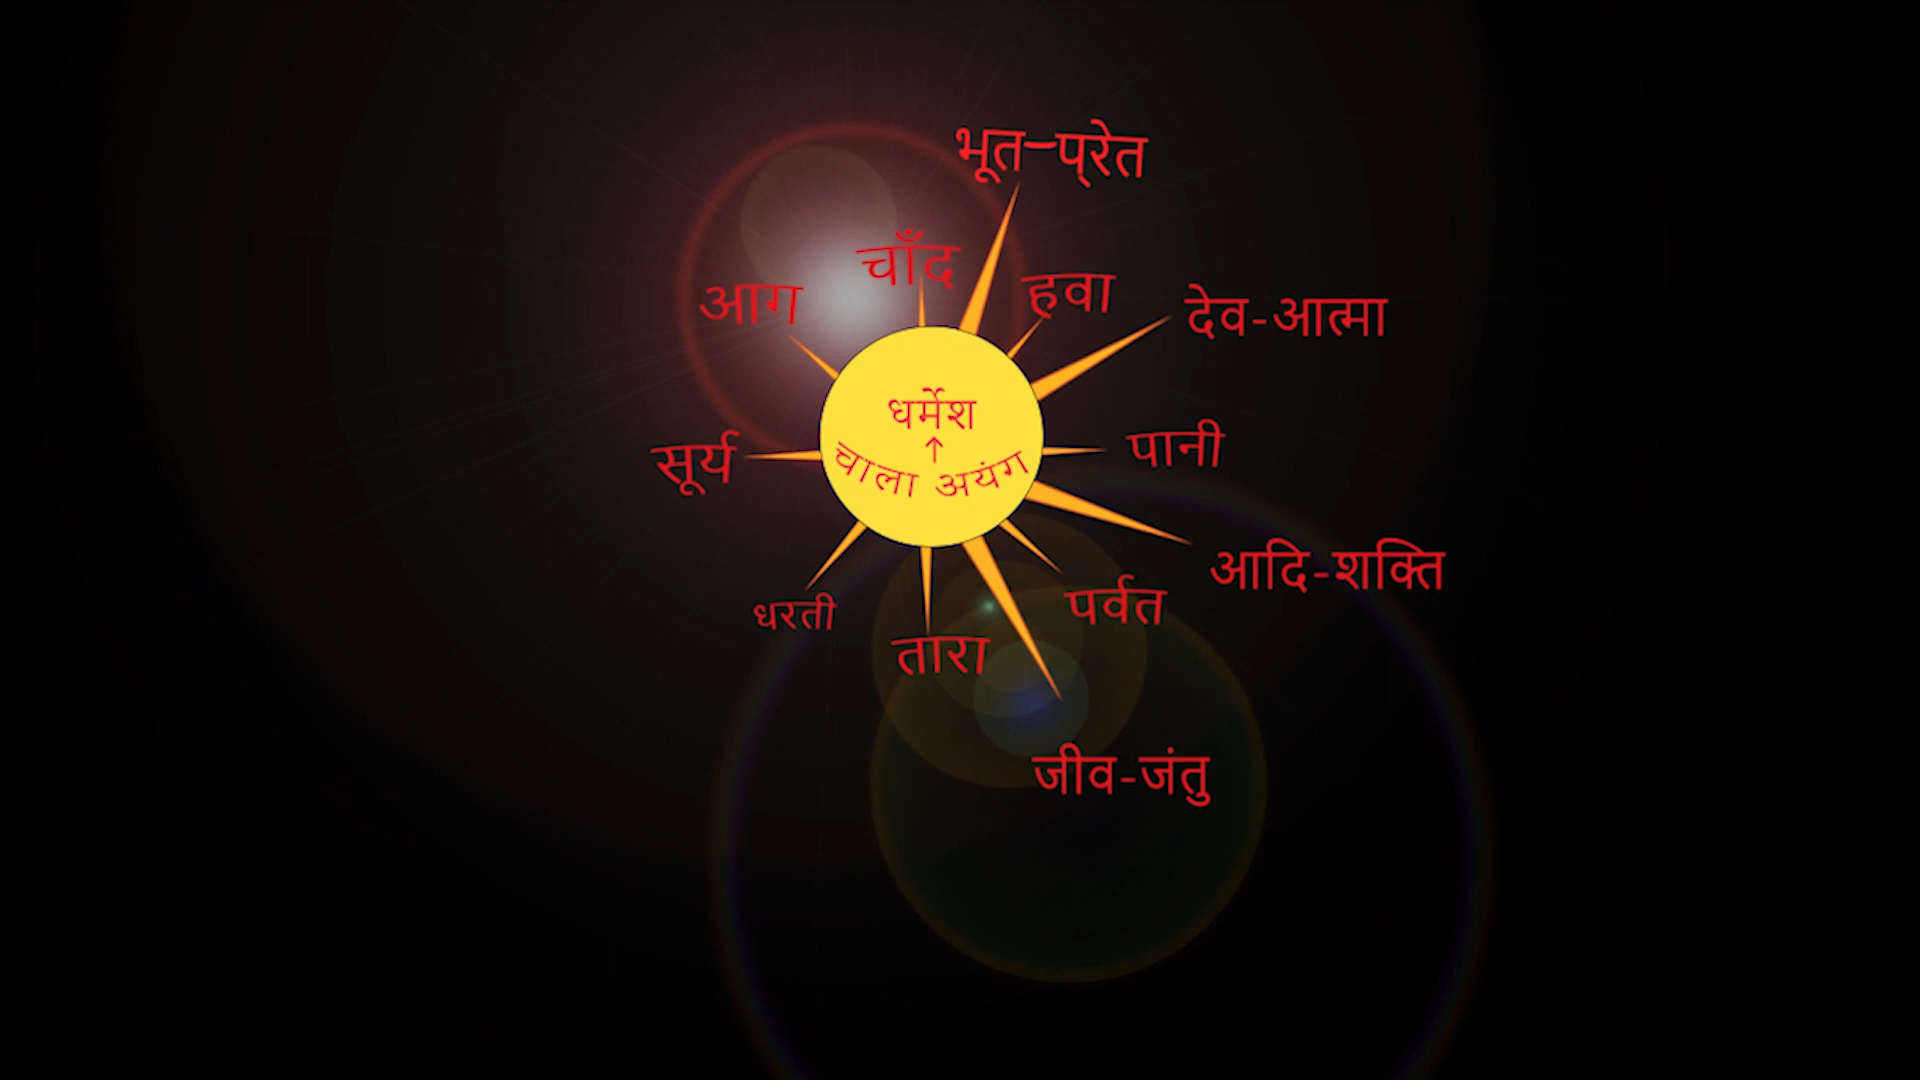 भूत-प्रेत
चाँद
हवा
आग
देव-आत्मा
धर्मेश
↑
चाला अयंग
सूर्य
पानी
आदि-शक्ति
धरती
पर्वत
तारा
जीव-जंतु